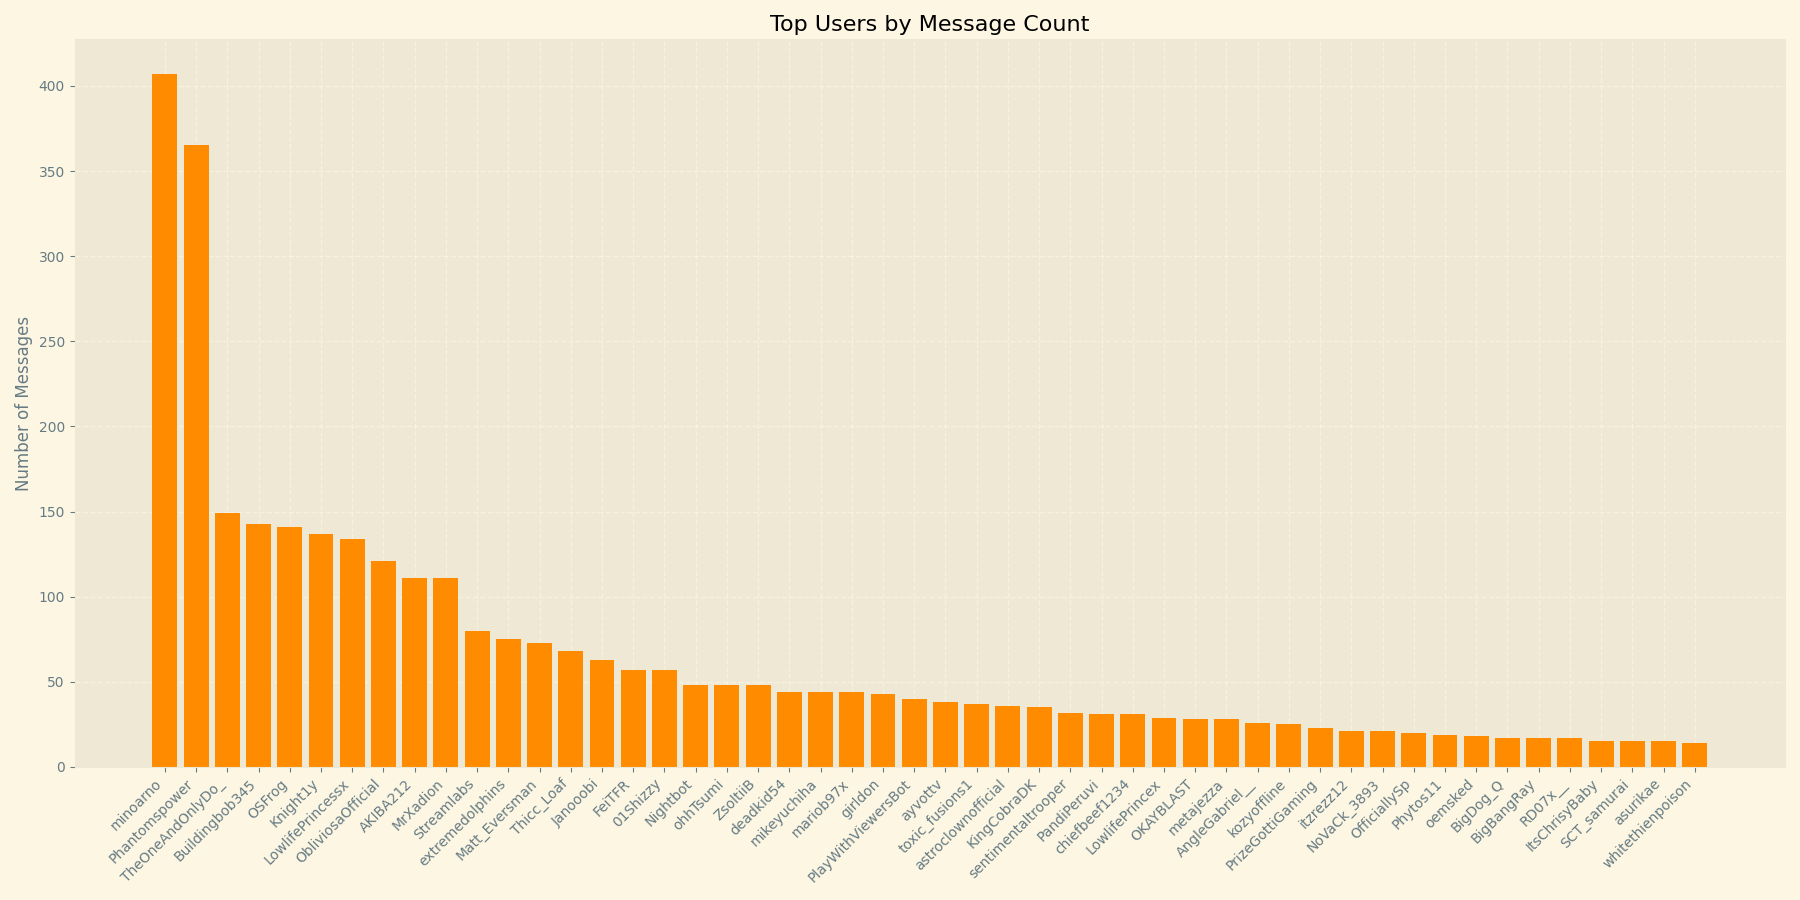 Top Users by Message Count
Number of Messages
400
350
300
250
200
150
100
50
0
minoarno
Phantomspower
TheOneAndOnlyDo_
Buildingbob345
OSFrog
Knight1y
LowlifePrincessx
ObliviosaOfficial
AKIBA212
MrXadion
Streamlabs
extremedolphins
Matt_Eversman
Thicc_Loaf
Janooobi
FeiTFR
01Shizzy
Nightbot
ohhTsumi
ZsoltiiB
deadkid54
mikeyuchiha
mariob97x
girldon
PlayWithViewersBot
ayvottv
toxic_fusions1
astroclownofficial
KingCobraDK
sentimentaltrooper
PandiPeruvi
chiefbeef1234
LowlifePrincex
OKAYBLAST
metajezza
AngleGabriel__
kozyoffline
PrizeGottiGaming
itzrezz12
NoVaCk_3893
OfficiallySp
Phytos11
oemsked
BigDog_Q
BigBangRay
RD07x__
ItsChrisyBaby
SCT_samurai
asurikae
whitethienpoison